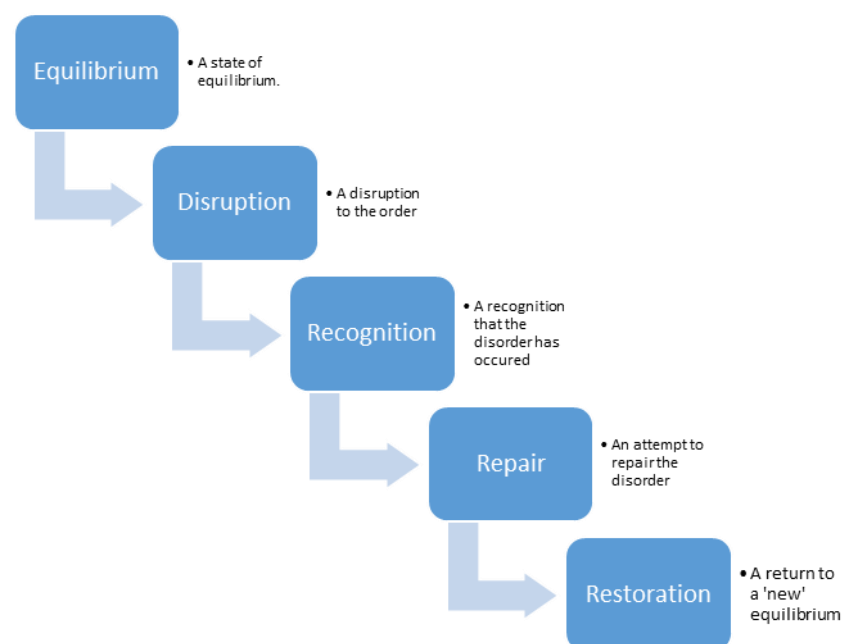 Equilibrium
• A state of
equilibrium.
Disruption
• A disruption
to the order
Recognition
• A recognition
that the
disorder has
occured
Repair
• An attempt to
repair the
disorder
Restoration
• A return to
a 'new'
equilibrium